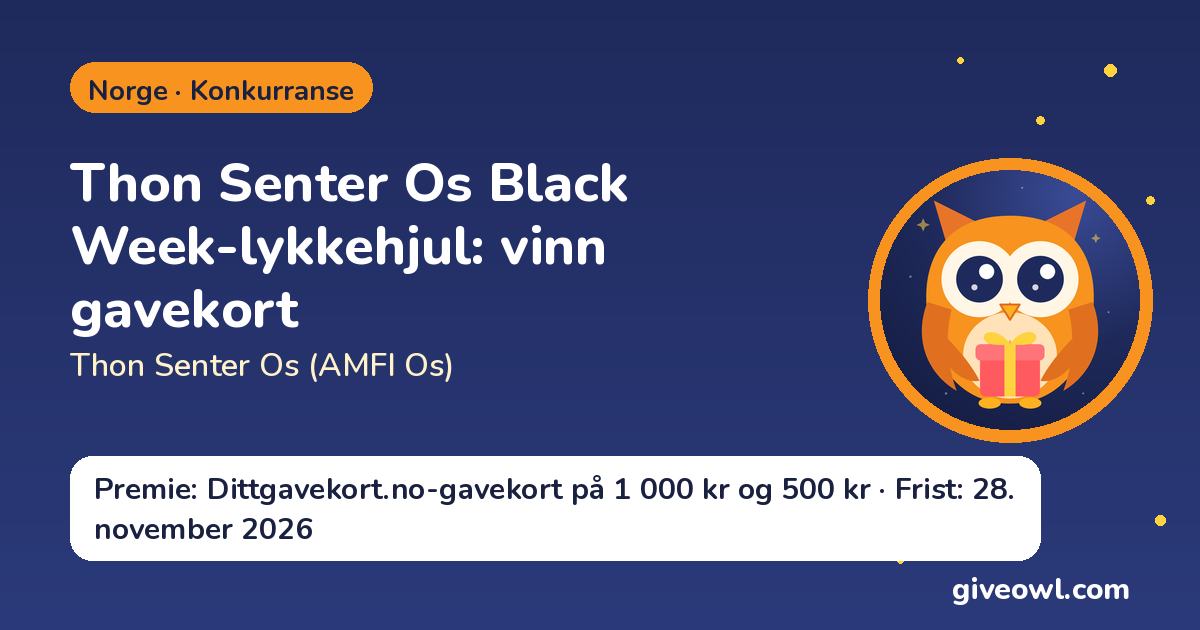 Norge · Konkurranse
Thon Senter Os Black
Week-lykkehjul: vinn
gavekort
Thon Senter Os (AMFI Os)
Premie: Dittgavekort.no-gavekort på 1 000 kr og 500 kr · Frist: 28.
november 2026
giveowl.com